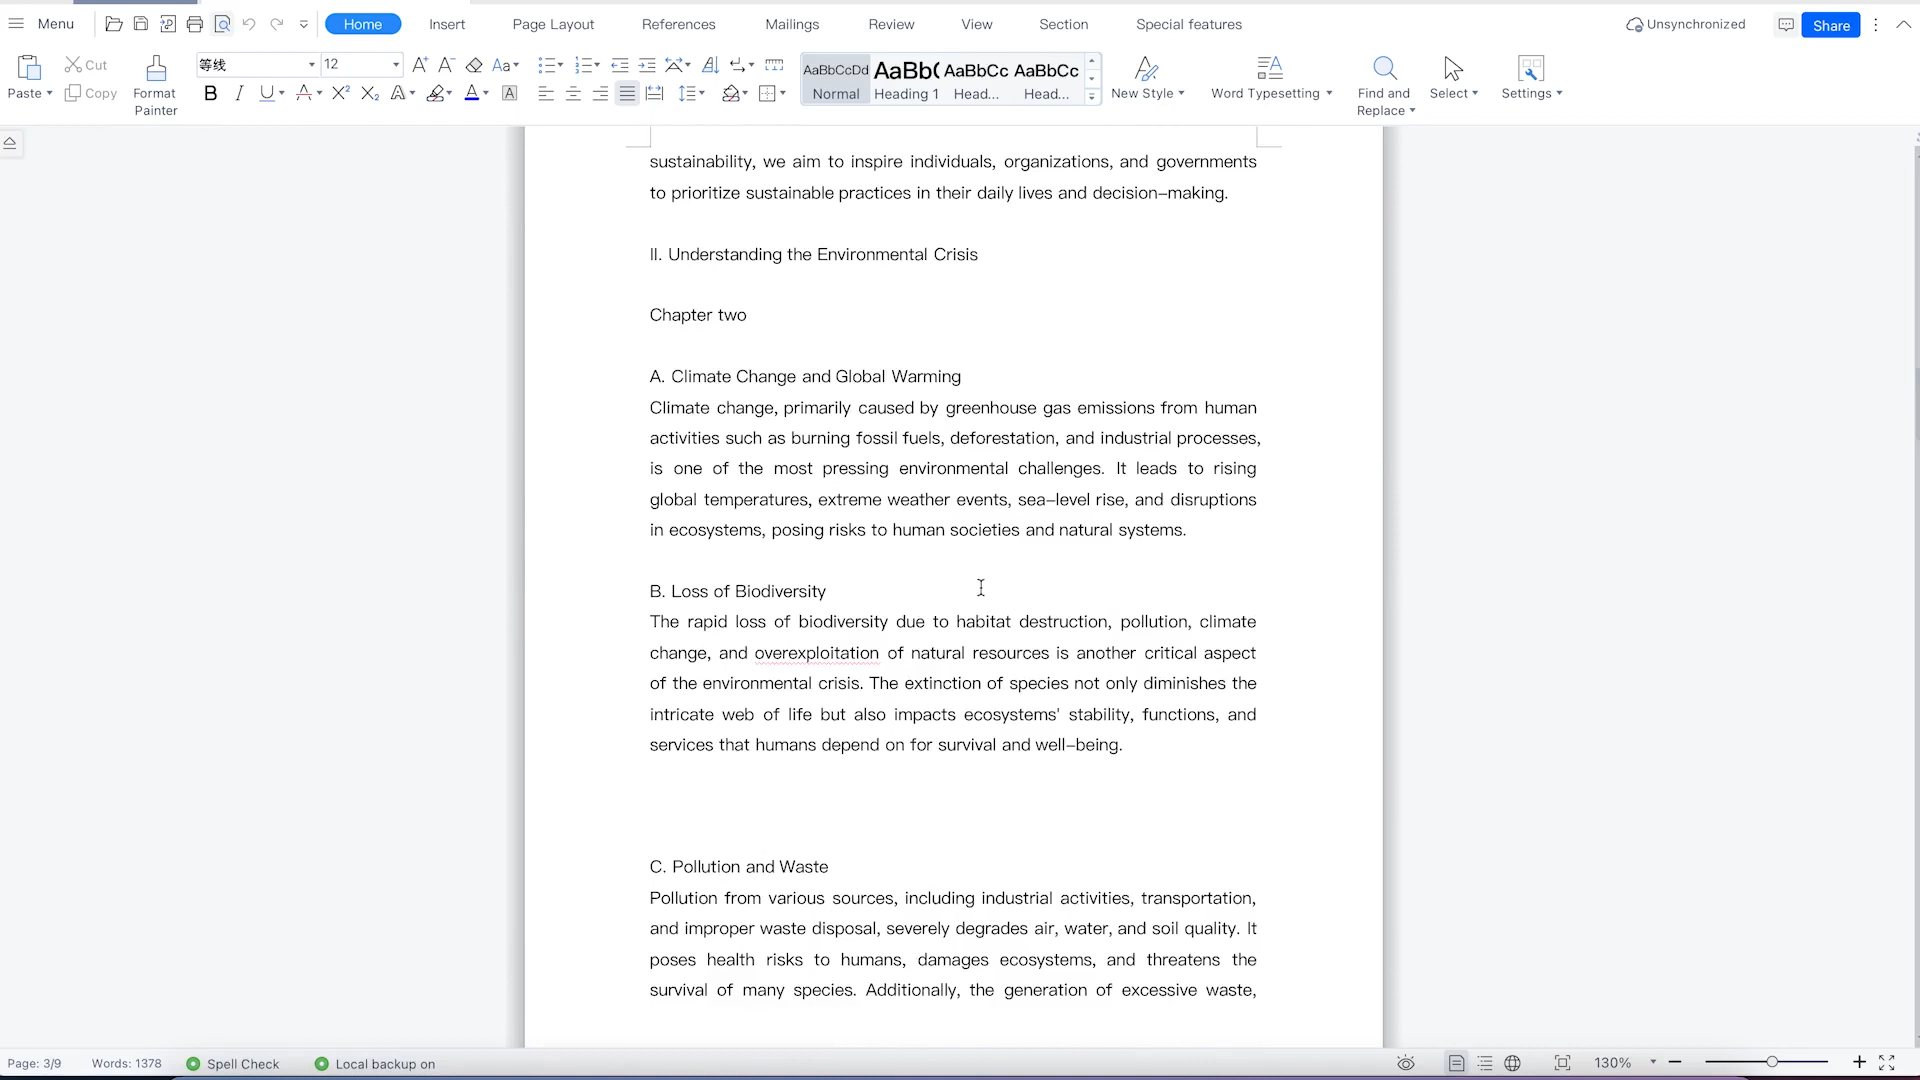 Menu Home Insert Page Layout References Mailings Review View Section Special features Unsynchronized Share
Cut 等线 12 Aa AaBbCcDd AaBb( AaBbCc AaBbCc
Paste Copy Format B I U A X² X₂ A A A Normal Heading 1 Head... Head... New Style Word Typesetting Find and Select Settings
Painter Replace
sustainability, we aim to inspire individuals, organizations, and governments
to prioritize sustainable practices in their daily lives and decision-making.
II. Understanding the Environmental Crisis
Chapter two
A. Climate Change and Global Warming
Climate change, primarily caused by greenhouse gas emissions from human
activities such as burning fossil fuels, deforestation, and industrial processes,
is one of the most pressing environmental challenges. It leads to rising
global temperatures, extreme weather events, sea-level rise, and disruptions
in ecosystems, posing risks to human societies and natural systems.
B. Loss of Biodiversity
The rapid loss of biodiversity due to habitat destruction, pollution, climate
change, and overexploitation of natural resources is another critical aspect
of the environmental crisis. The extinction of species not only diminishes the
intricate web of life but also impacts ecosystems' stability, functions, and
services that humans depend on for survival and well-being.
C. Pollution and Waste
Pollution from various sources, including industrial activities, transportation,
and improper waste disposal, severely degrades air, water, and soil quality. It
poses health risks to humans, damages ecosystems, and threatens the
survival of many species. Additionally, the generation of excessive waste,
Page: 3/9 Words: 1378 Spell Check Local backup on 130%